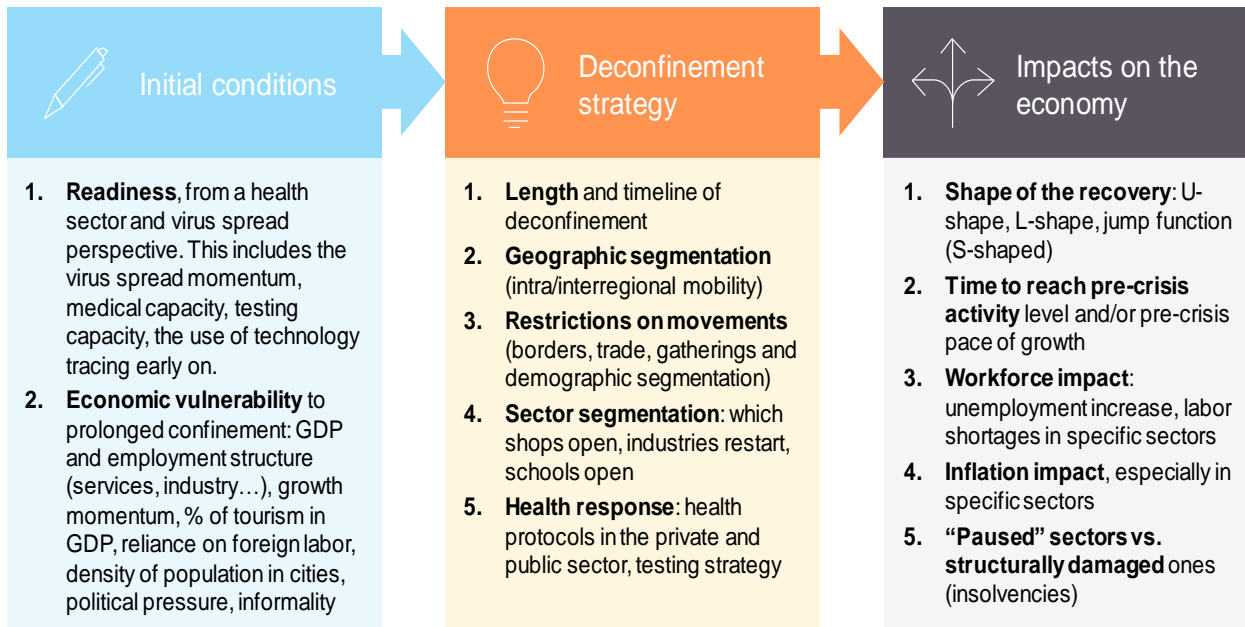 Initial conditions
1. Readiness, from a health
sector and virus spread
perspective. This includes the
virus spread momentum,
medical capacity, testing
capacity, the use of technology
tracing early on.
2. Economic vulnerability to
prolonged confinement: GDP
and employment structure
(services, industry…), growth
momentum, % of tourism in
GDP, reliance on foreign labor,
density of population in cities,
political pressure, informality
Deconfinement
strategy
1. Length and timeline of
deconfinement
2. Geographic segmentation
(intra/interregional mobility)
3. Restrictions on movements
(borders, trade, gatherings and
demographic segmentation)
4. Sector segmentation: which
shops open, industries restart,
schools open
5. Health response: health
protocols in the private and
public sector, testing strategy
Impacts on the
economy
1. Shape of the recovery: U-
shape, L-shape, jump function
(S-shaped)
2. Time to reach pre-crisis
activity level and/or pre-crisis
pace of growth
3. Workforce impact:
unemployment increase, labor
shortages in specific sectors
4. Inflation impact, especially in
specific sectors
5. “Paused” sectors vs.
structurally damaged ones
(insolvencies)